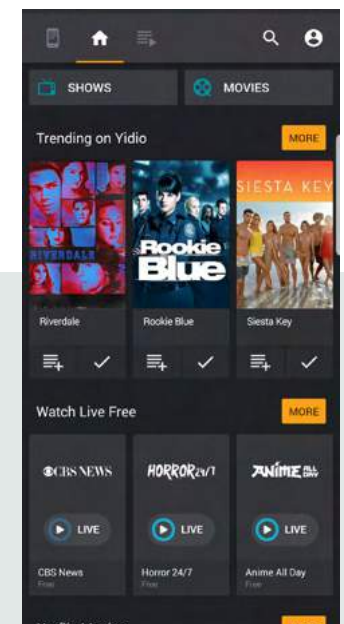 SHOWS
MOVIES
Trending on Yidio
MORE
RIVERDALE
Rookie
Blue
SIESTA KEY
Riverdale
Rookie Blue
Siesta Key
Watch Live Free
MORE
CBS NEWS
HORROR 24/7
ANIME ALL DAY
LIVE
LIVE
LIVE
CBS News
Horror 24/7
Anime All Day
Free
Free
Free